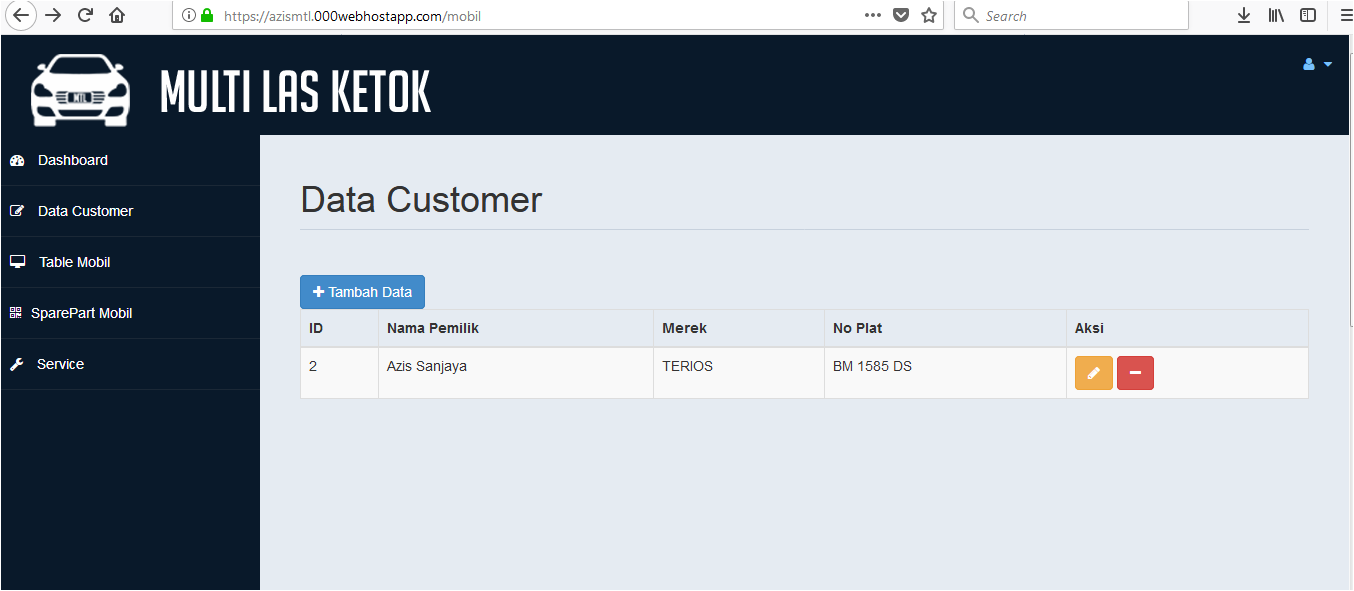 https://azismtl.000webhostapp.com/mobil
Search
MTL
MULTI LAS KETOK
Dashboard
Data Customer
Table Mobil
SparePart Mobil
Service
Data Customer
Tambah Data
ID Nama Pemilik Merek No Plat Aksi
2 Azis Sanjaya TERIOS BM 1585 DS